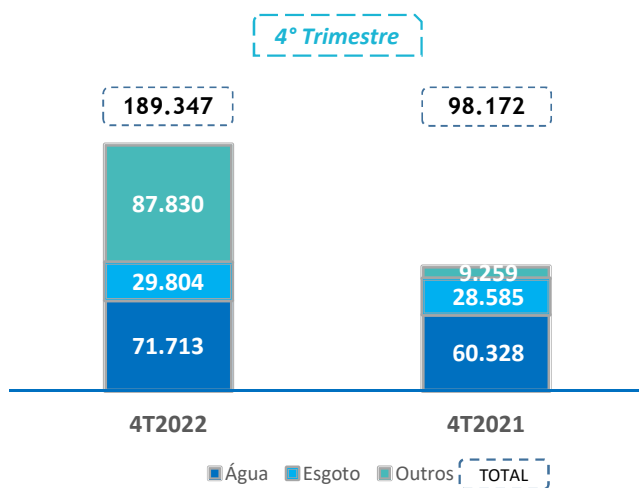 4° Trimestre
189.347 98.172
87.830
9.259
29.804 28.585
71.713 60.328
4T2022 4T2021
Água Esgoto Outros TOTAL